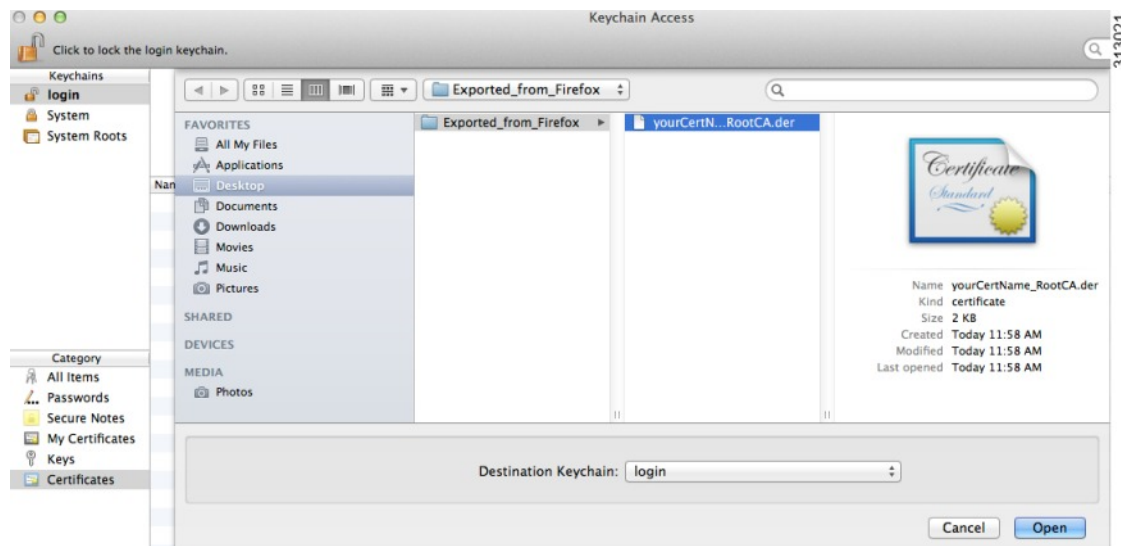 Keychain Access
313021
Click to lock the login keychain.
Keychains
login
System
System Roots
Exported_from_Firefox
Nan
FAVORITES
All My Files
Applications
Desktop
Documents
Downloads
Movies
Music
Pictures
SHARED
DEVICES
MEDIA
Photos
Exported_from_Firefox
yourCertN...RootCA.der
Certificate
Standard
Name yourCertName_RootCA.der
Kind certificate
Size 2 KB
Created Today 11:58 AM
Modified Today 11:58 AM
Last opened Today 11:58 AM
Category
All Items
Passwords
Secure Notes
My Certificates
Keys
Certificates
Destination Keychain: login
Cancel
Open